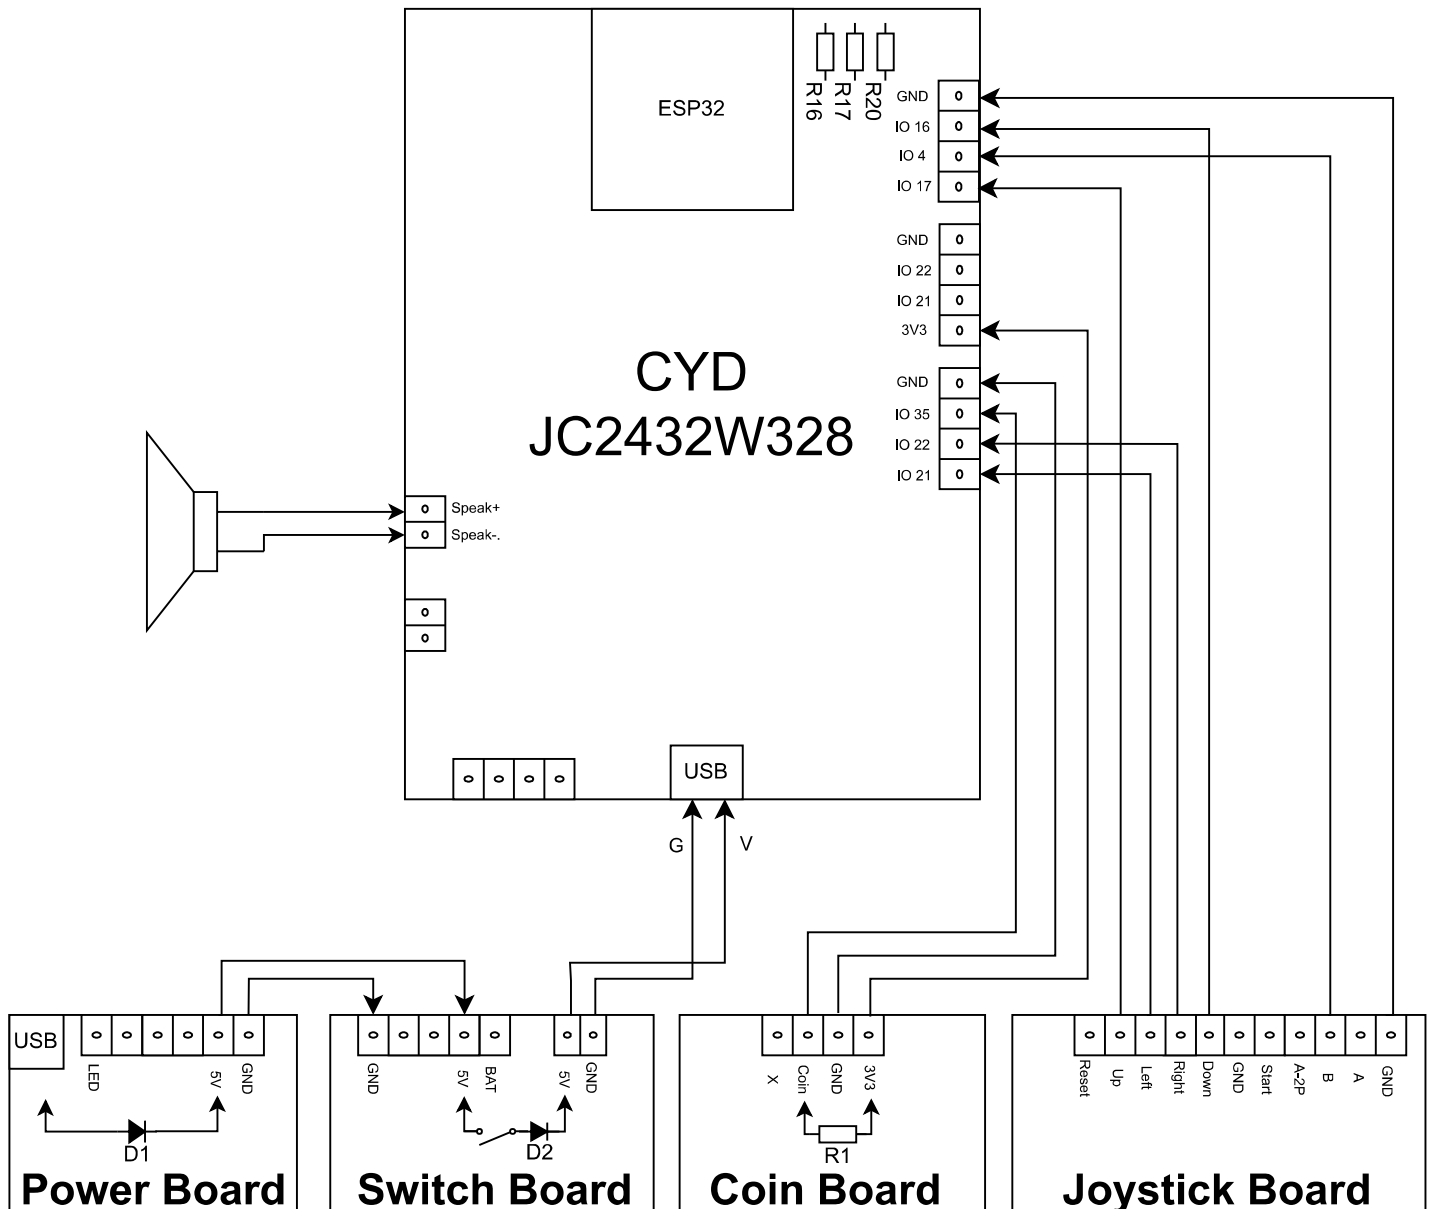 ESP32
R16
R17
R20
GND
IO 16
IO 4
IO 17
GND
IO 22
IO 21
3V3
CYD
JC2432W328
GND
IO 35
IO 22
IO 21
Speak+
Speak-.
USB
G
V
USB
LED
5V
GND
D1
Power Board
GND
5V
BAT
5V
GND
D2
Switch Board
X
Coin
GND
3V3
R1
Coin Board
Reset
Up
Left
Right
Down
GND
Start
A-2P
B
A
GND
Joystick Board